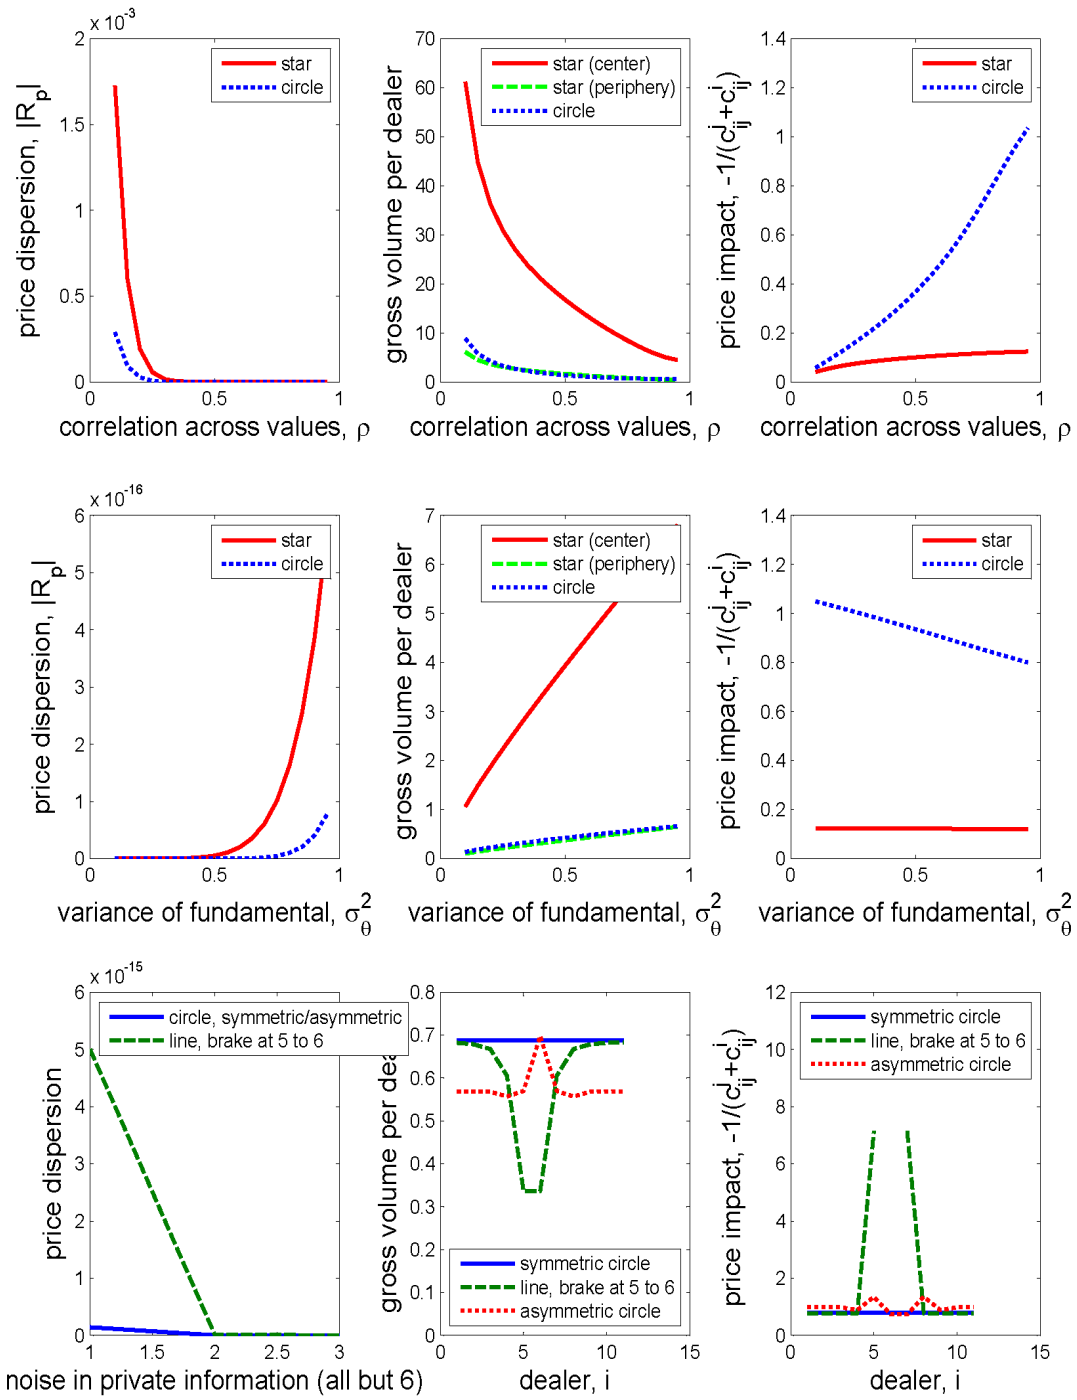 x 10^-3
2
1.5
1
0.5
0
0
0.5
1
price dispersion, |R_p|
correlation across values, ρ
star
circle
70
60
50
40
30
20
10
0
0
0.5
1
gross volume per dealer
correlation across values, ρ
star (center)
star (periphery)
circle
1.4
1.2
1
0.8
0.6
0.4
0.2
0
0
0.5
1
price impact, -1/(c_ij^j+c_ij^i)
correlation across values, ρ
star
circle
x 10^-16
6
5
4
3
2
1
0
0
0.5
1
price dispersion, |R_p|
variance of fundamental, σ_θ^2
star
circle
7
6
5
4
3
2
1
0
0
0.5
1
gross volume per dealer
variance of fundamental, σ_θ^2
star (center)
star (periphery)
circle
1.4
1.2
1
0.8
0.6
0.4
0.2
0
0
0.5
1
price impact, -1/(c_ij^j+c_ij^i)
variance of fundamental, σ_θ^2
star
circle
x 10^-15
6
5
4
3
2
1
0
1
1.5
2
2.5
3
price dispersion
noise in private information (all but 6)
circle, symmetric/asymmetric
line, brake at 5 to 6
0.8
0.7
0.6
0.5
0.4
0.3
0.2
0.1
0
0
5
10
15
gross volume per dea
dealer, i
symmetric circle
line, brake at 5 to 6
asymmetric circle
12
10
8
6
4
2
0
0
5
10
15
price impact, -1/(c_ij^j+c_ij^i)
dealer, i
symmetric circle
line, brake at 5 to 6
asymmetric circle